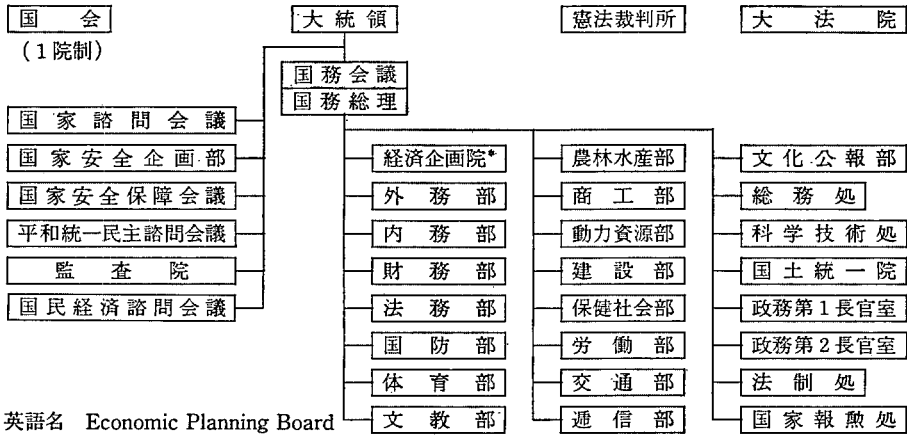 国会
大統領
憲法裁判所
大法院
(1院制)
国務会議
国務総理
国家諮問会議
国家安全企画部
国家安全保障会議
平和統一民主諮問会議
監査院
国民経済諮問会議
経済企画院*
外務部
内務部
財務部
法務部
国防部
体育部
文教部
農林水産部
商工部
動力資源部
建設部
保健社会部
労働部
交通部
逓信部
文化公報部
総務処
科学技術処
国土統一院
政務第1長官室
政務第2長官室
法制処
国家報勲処
英語名 Economic Planning Board